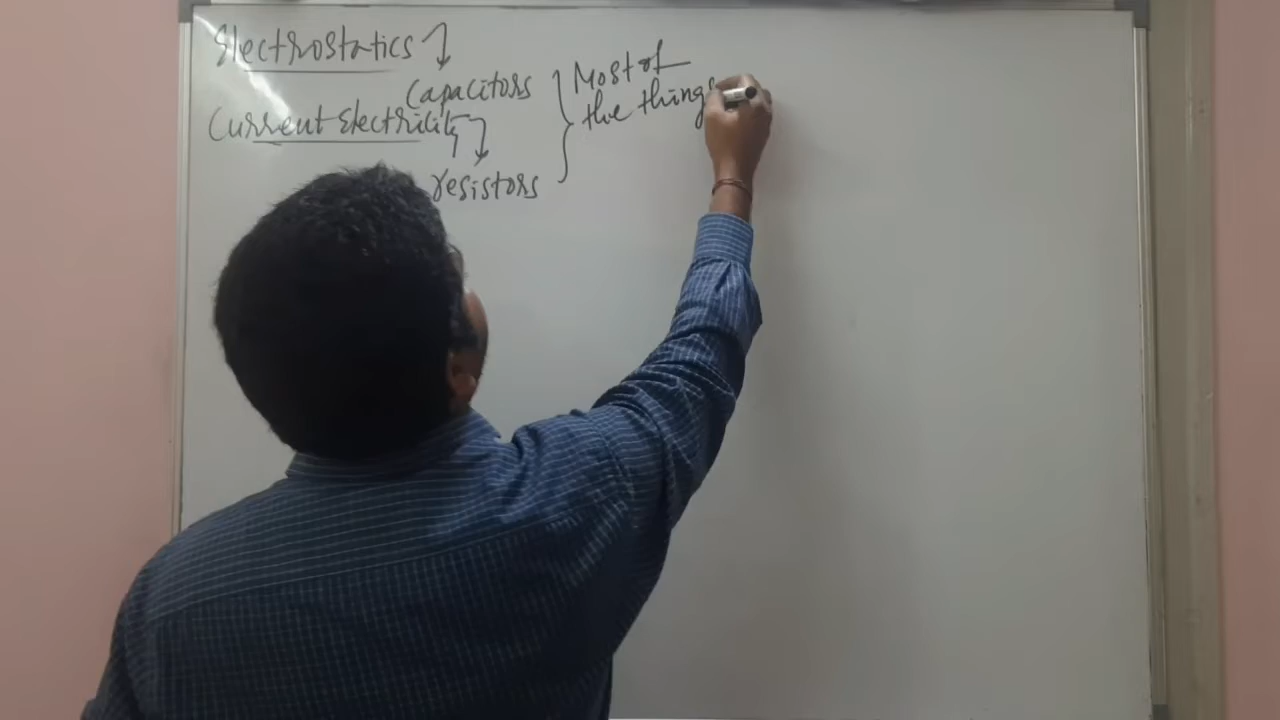 Electrostatics
Capacitors
Current Electricity
resistors
Most of
the things